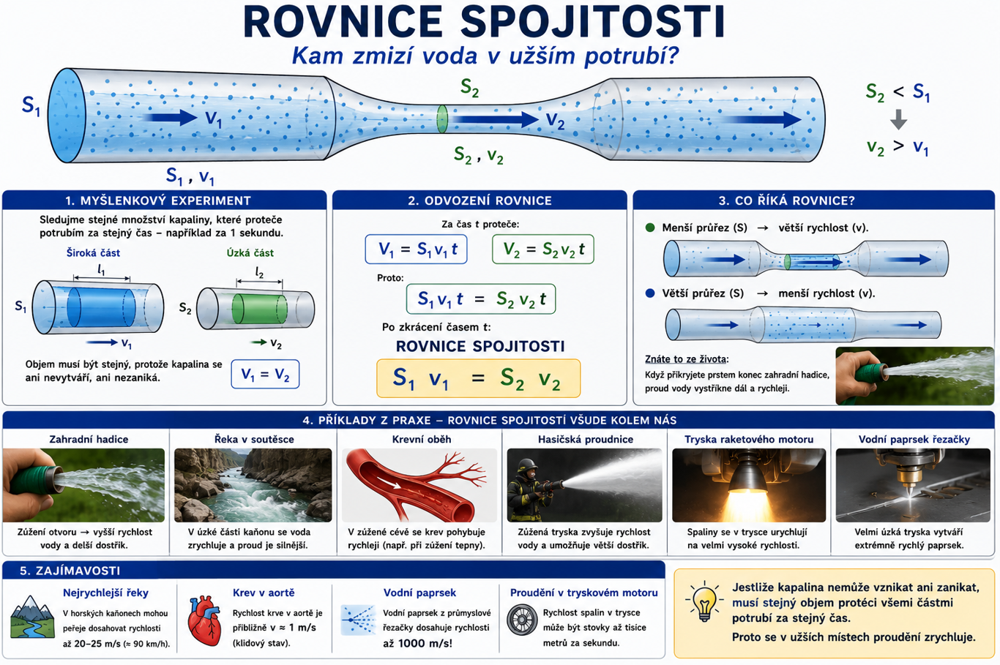 ROVNICE SPOJITOSTI
Kam zmizí voda v užším potrubí?
S₁
v₁
S₂
v₂
S₁ , v₁
S₂ , v₂
S₂ < S₁
v₂ > v₁
1. MYŠLENKOVÝ EXPERIMENT
Sledujme stejné množství kapaliny, které proteče
potrubím za stejný čas – například za 1 sekundu.
Široká část
Úzká část
l₁
l₂
S₁
S₂
v₁
v₂
Objem musí být stejný, protože kapalina se
ani nevytváří, ani nezaniká.
V₁ = V₂
2. ODVOZENÍ ROVNICE
Za čas t proteče:
V₁ = S₁ v₁ t
V₂ = S₂ v₂ t
Proto:
S₁ v₁ t = S₂ v₂ t
Po zkrácení časem t:
ROVNICE SPOJITOSTI
S₁ v₁ = S₂ v₂
3. CO ŘÍKÁ ROVNICE?
Menší průřez (S) → větší rychlost (v).
Větší průřez (S) → menší rychlost (v).
Znáte to ze života:
Když přikryjete prstem konec zahradní hadice,
proud vody vystříkne dál a rychleji.
4. PŘÍKLADY Z PRAXE – ROVNICE SPOJITOSTÍ VŠUDE KOLEM NÁS
Zahradní hadice
Zúžení otvoru → vyšší rychlost
vody a delší dostřik.
Řeka v soutěsce
V úzké části kaňonu se voda
zrychluje a proud je silnější.
Krevní oběh
V zúžené cévě se krev pohybuje
rychleji (např. při zúžení tepny).
Hasičská proudnice
Zúžená tryska zvyšuje rychlost
vody a umožňuje větší dostřik.
Tryska raketového motoru
Spaliny se v trysce urychlují
na velmi vysoké rychlosti.
Vodní paprsek řezačky
Velmi úzká tryska vytváří
extrémně rychlý paprsek.
5. ZAJÍMAVOSTI
Nejrychlejší řeky
V horských kaňonech mohou
peřeje dosahovat rychlosti
až 20–25 m/s (≈ 90 km/h).
Krev v aortě
Rychlost krve v aortě je
přibližně v ≈ 1 m/s
(klidový stav).
Vodní paprsek
Vodní paprsek z průmyslové
řezačky dosahuje rychlosti
až 1000 m/s!
Proudění v tryskovém motoru
Rychlost spalin v trysce
může být stovky až tisíce
metrů za sekundu.
Jestliže kapalina nemůže vznikat ani zanikat,
musí stejný objem protéci všemi částmi
potrubí za stejný čas.
Proto se v užších místech proudění zrychluje.